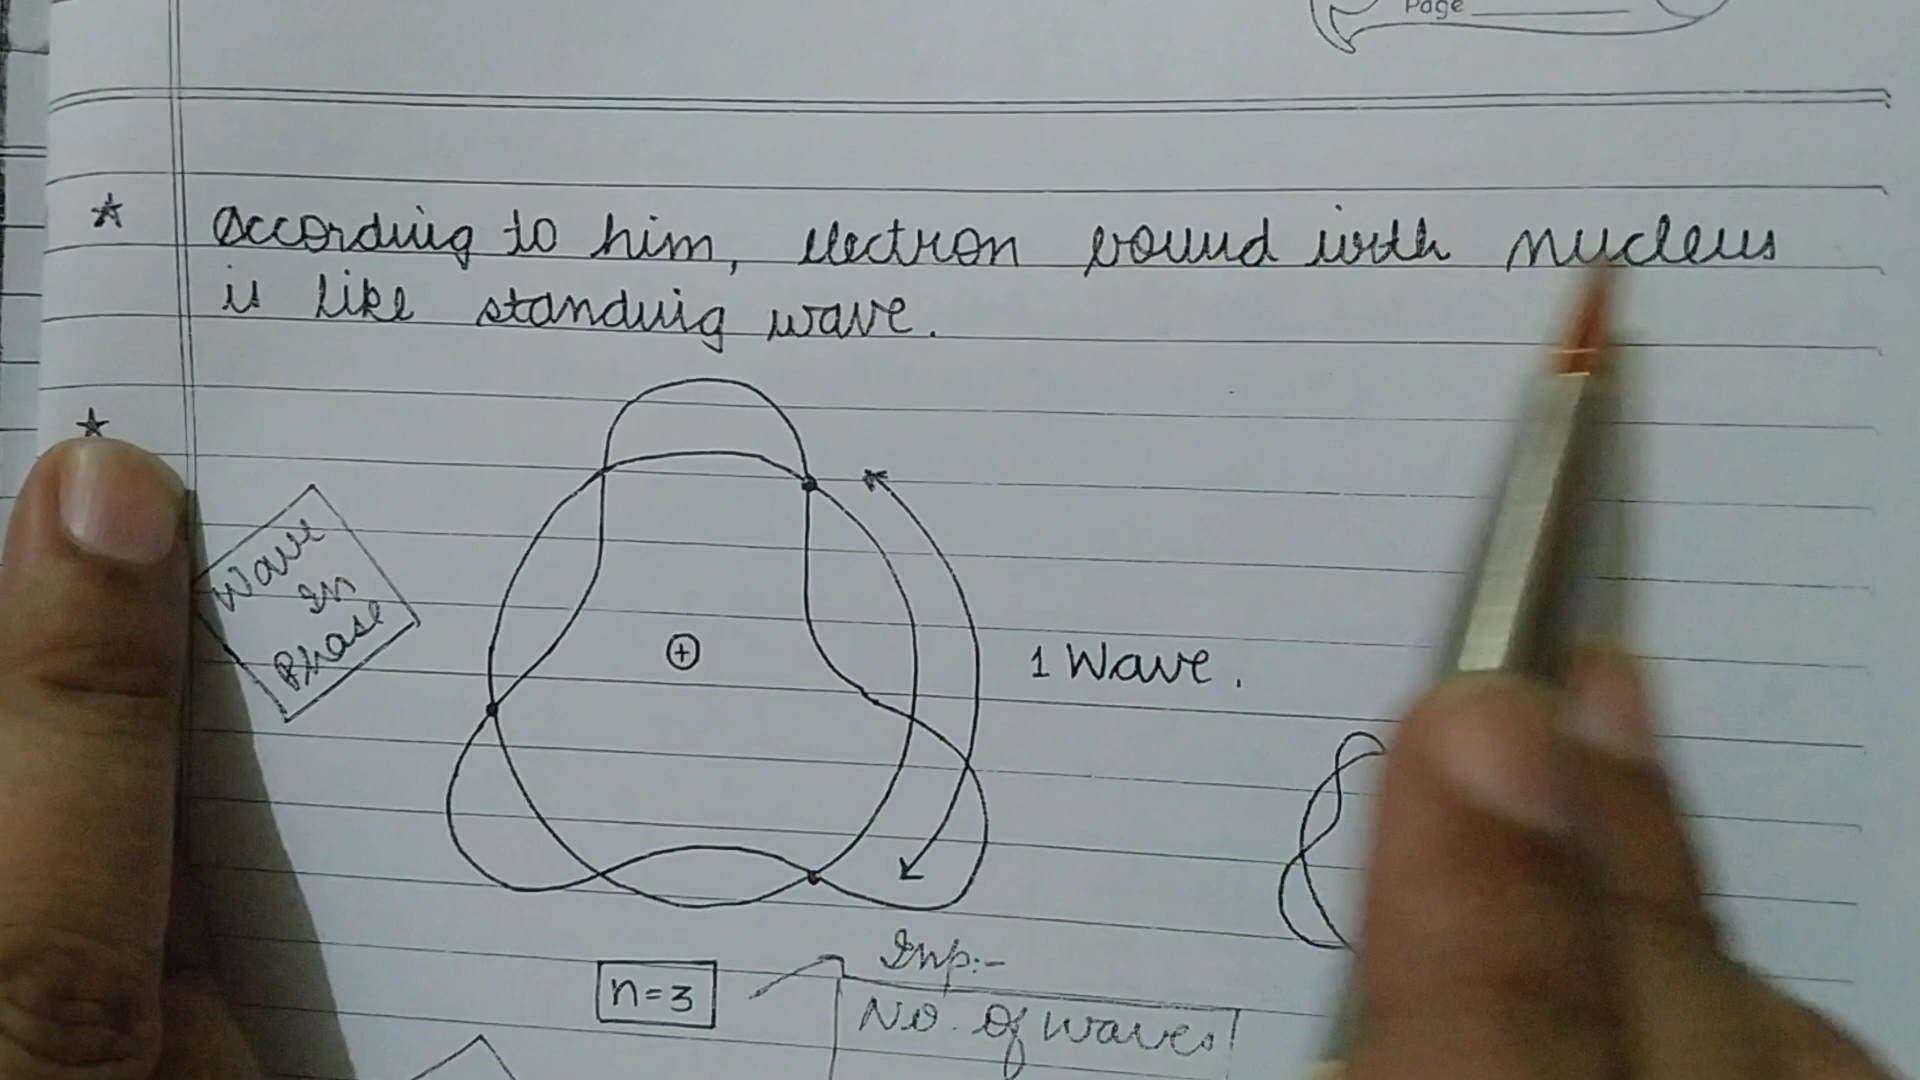 Page
☆ According to him, electron bound with nucleus
is like standing wave.
☆
Wave
In
Phase
+
1 Wave.
Imp:-
n=3
No. of waves